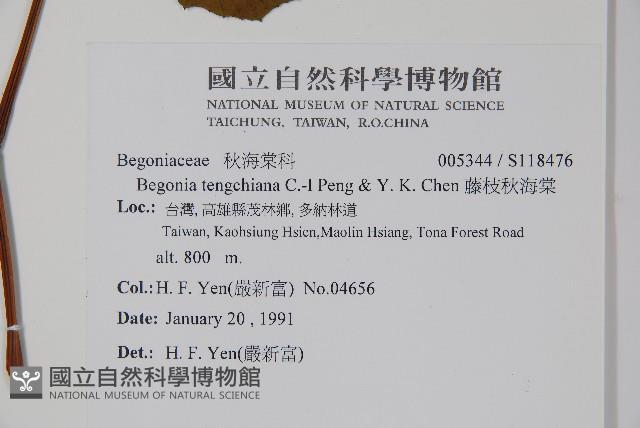 國立自然科學博物館
NATIONAL MUSEUM OF NATURAL SCIENCE
TAICHUNG, TAIWAN, R.O.CHINA
Begoniaceae 秋海棠科 005344 / S118476
Begonia tengchiana C.-I Peng & Y. K. Chen 藤枝秋海棠
Loc.: 台灣, 高雄縣茂林鄉, 多納林道
Taiwan, Kaohsiung Hsien,Maolin Hsiang, Tona Forest Road
alt. 800 m.
Col.: H. F. Yen(嚴新富) No.04656
Date: January 20 , 1991
Det.: H. F. Yen(嚴新富)
國立自然科學博物館
NATIONAL MUSEUM OF NATURAL SCIENCE